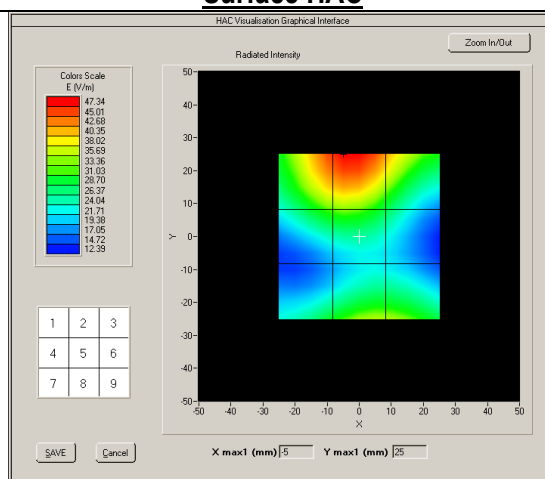 Surface HAC
HAC Visualisation Graphical Interface
Zoom In/Out
Radiated Intensity
Colors Scale
E (V/m)
47.34
45.01
42.68
40.35
38.02
35.69
33.36
31.03
28.70
26.37
24.04
21.71
19.38
17.05
14.72
12.39
1 2 3
4 5 6
7 8 9
Y
50
40
30
20
10
0
-10
-20
-30
-40
-50
-50 -40 -30 -20 -10 0 10 20 30 40 50
X
SAVE Cancel X max1 (mm) -5 Y max1 (mm) 25